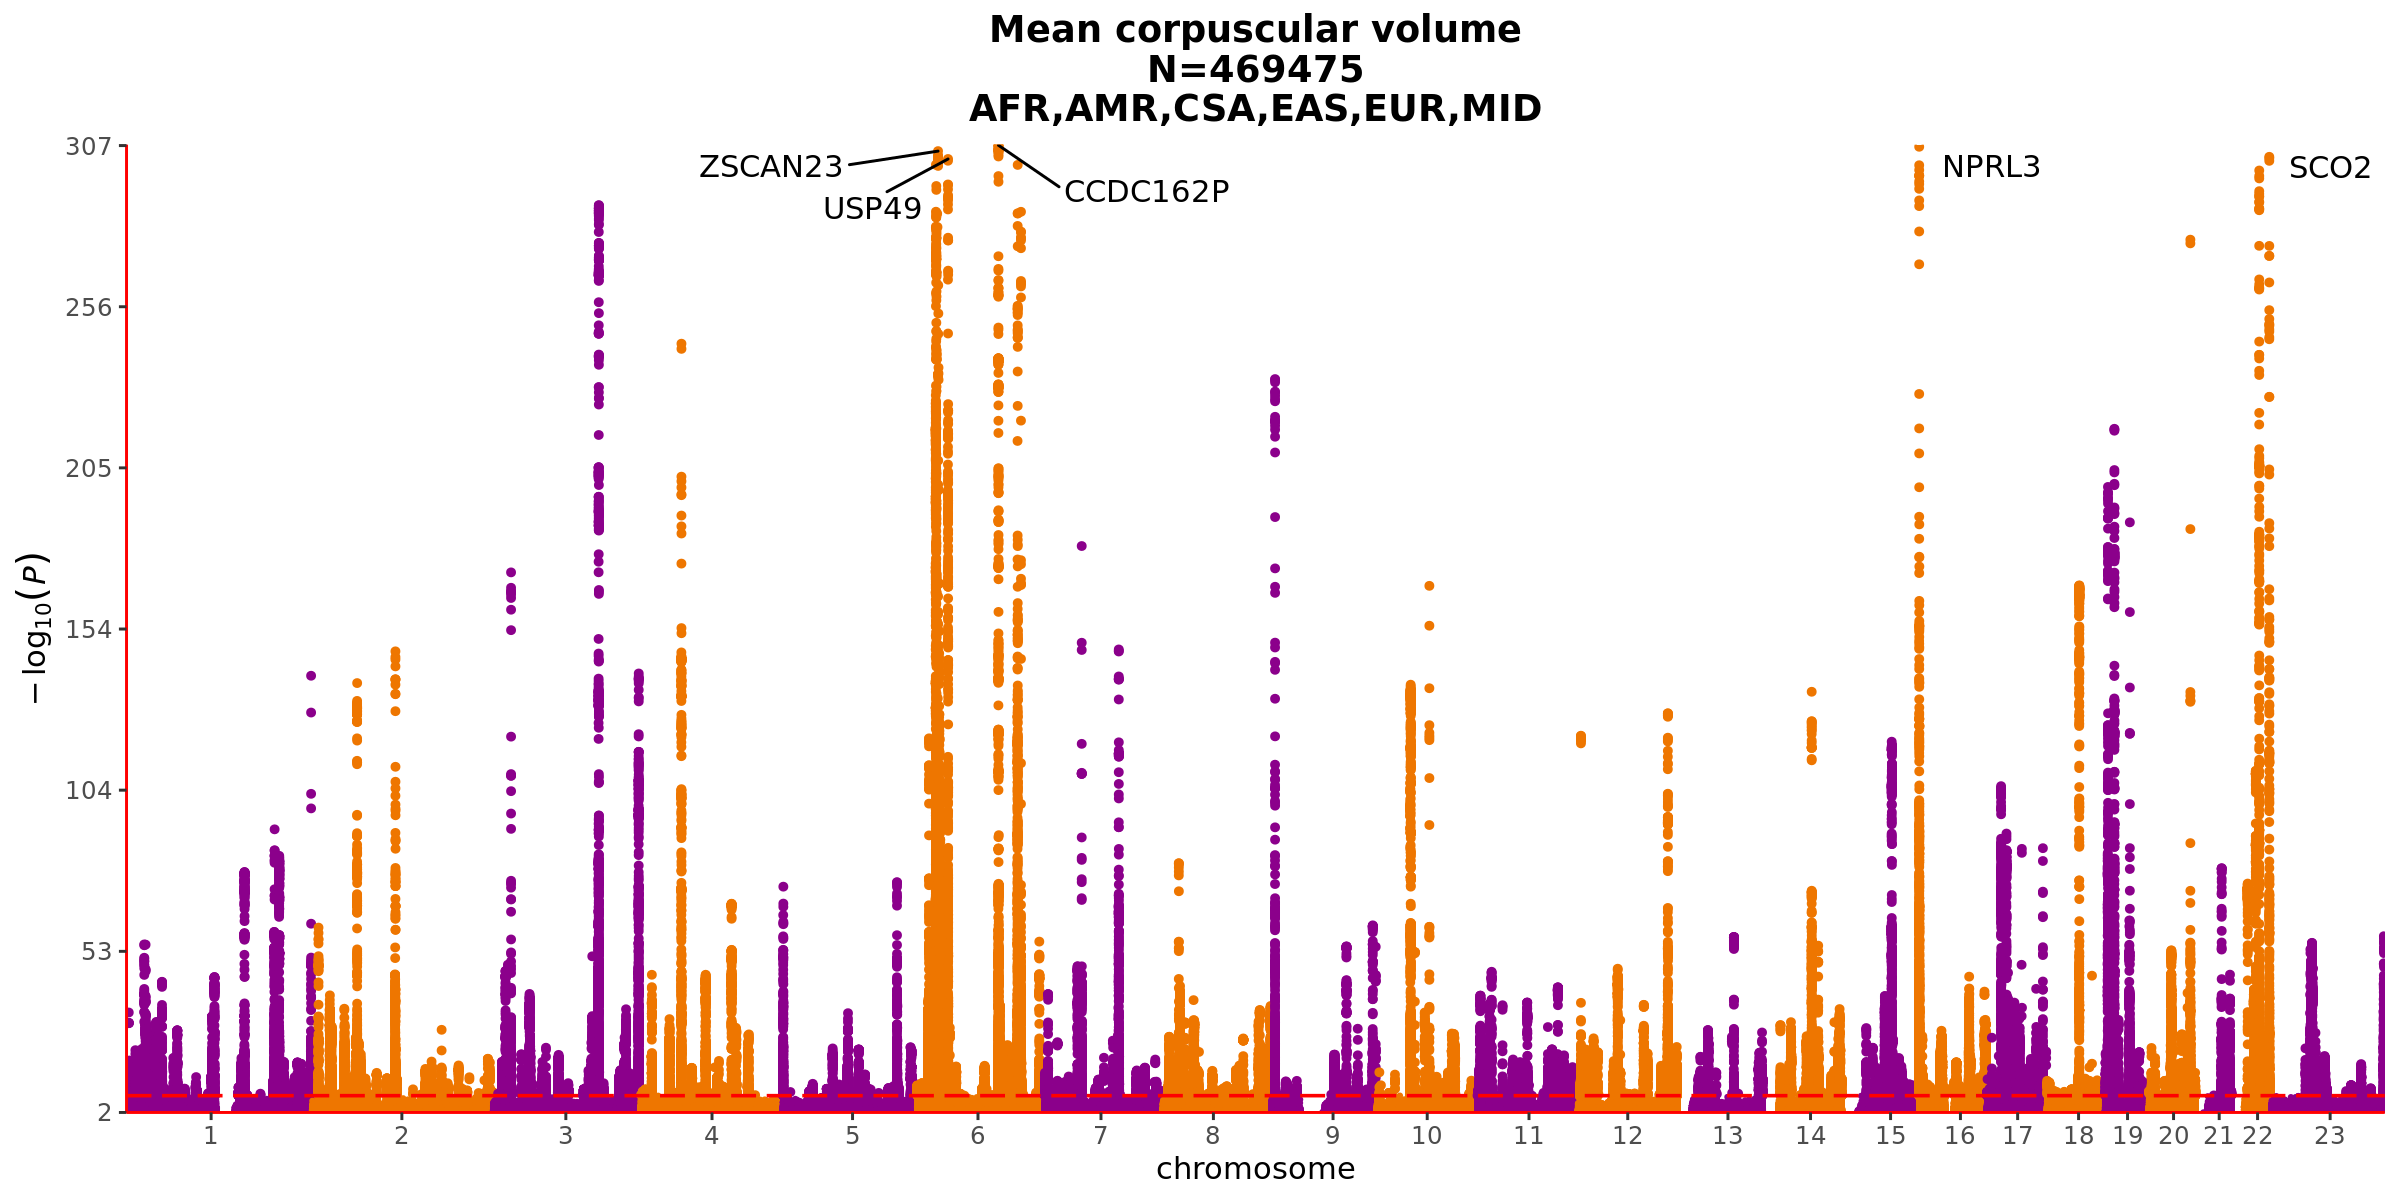 Mean corpuscular volume
N=469475
AFR,AMR,CSA,EAS,EUR,MID
307
256
205
154
104
53
2
−log10(P)
ZSCAN23
USP49
CCDC162P
NPRL3
SCO2
1 2 3 4 5 6 7 8 9 10 11 12 13 14 15 16 17 18 19 20 21 22 23
chromosome